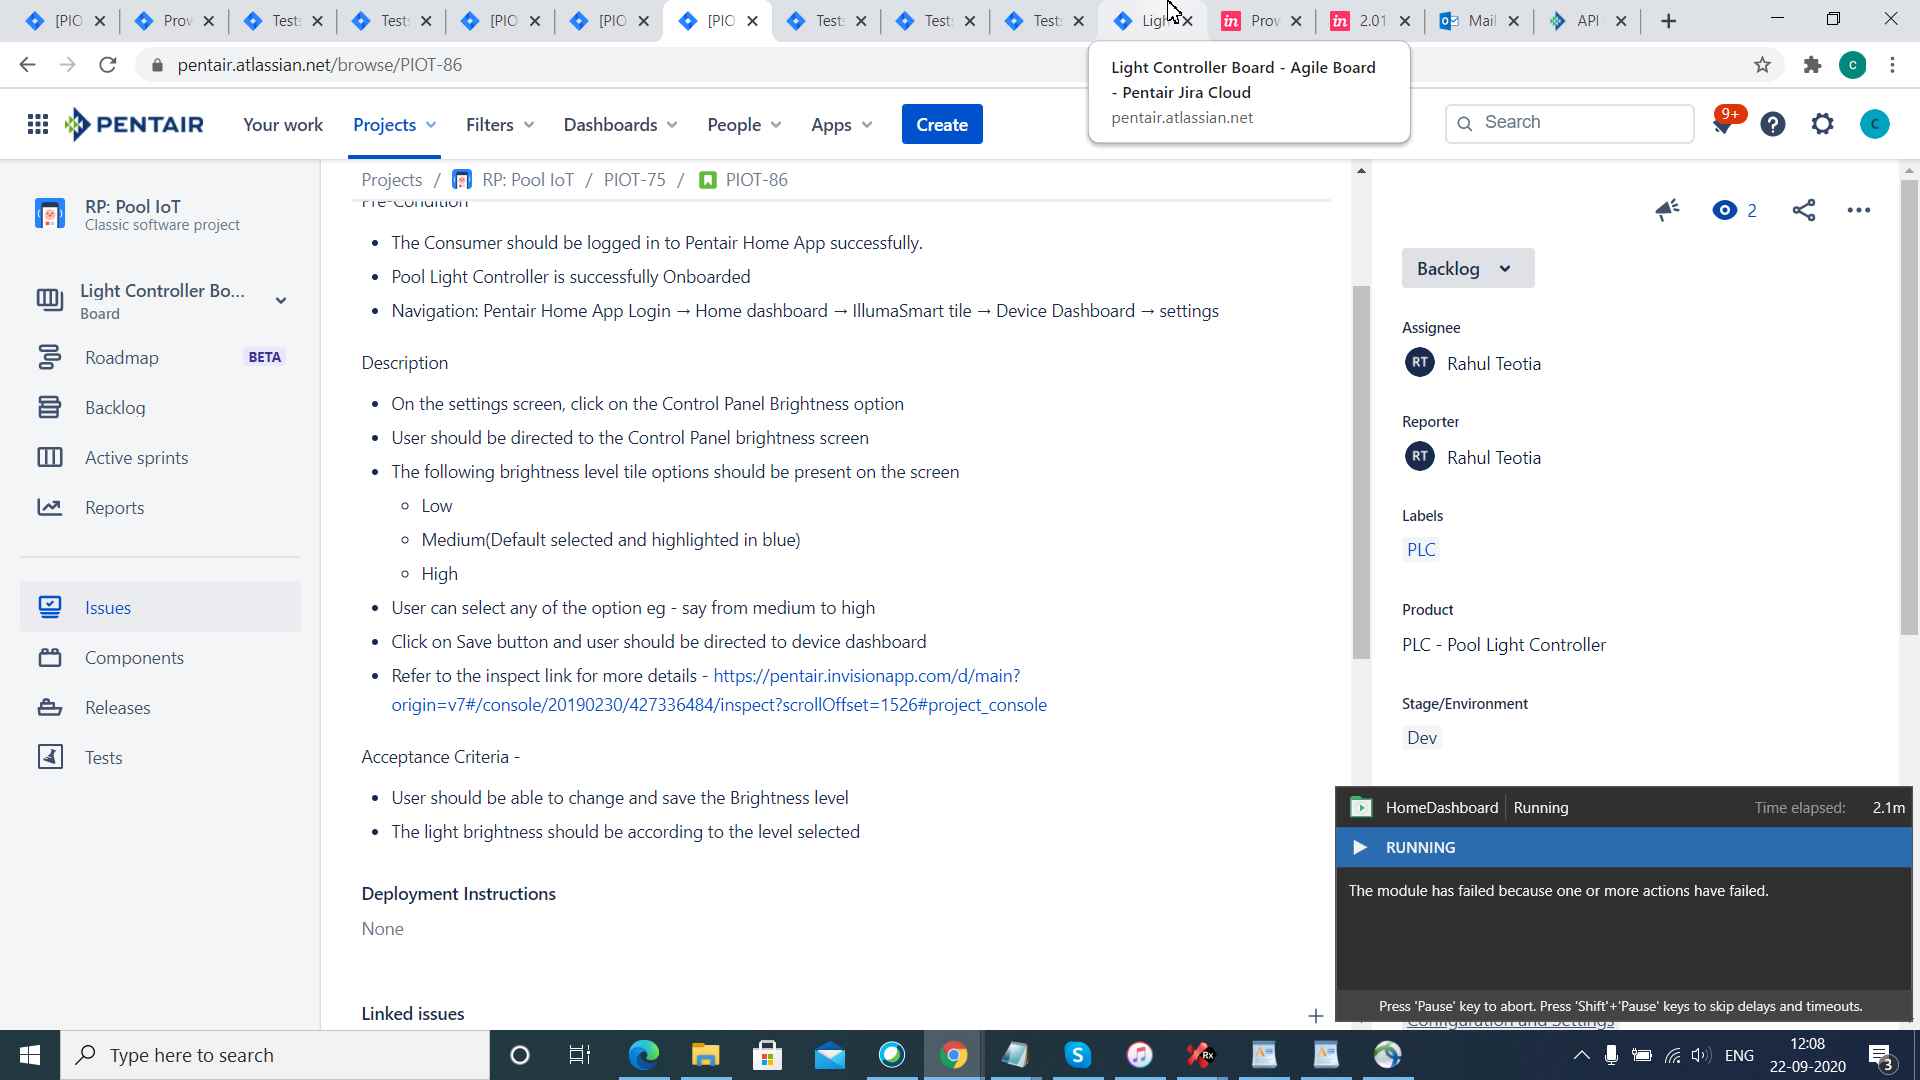 [PIO
Prov
Test
Test
[PIO
[PIO
[PIO
Test
Test
Test
Ligh
Prov
2.01
Mail
API
pentair.atlassian.net/browse/PIOT-86
Light Controller Board - Agile Board
- Pentair Jira Cloud
pentair.atlassian.net
PENTAIR
Your work
Projects
Filters
Dashboards
People
Apps
Create
Search
9+
C
RP: Pool IoT
Classic software project
Light Controller Bo...
Board
Roadmap
BETA
Backlog
Active sprints
Reports
Issues
Components
Releases
Tests
Projects / RP: Pool IoT / PIOT-75 / PIOT-86
Pre-Condition
• The Consumer should be logged in to Pentair Home App successfully.
• Pool Light Controller is successfully Onboarded
• Navigation: Pentair Home App Login → Home dashboard → IllumaSmart tile → Device Dashboard → settings
Description
• On the settings screen, click on the Control Panel Brightness option
• User should be directed to the Control Panel brightness screen
• The following brightness level tile options should be present on the screen
◦ Low
◦ Medium(Default selected and highlighted in blue)
◦ High
• User can select any of the option eg - say from medium to high
• Click on Save button and user should be directed to device dashboard
• Refer to the inspect link for more details - https://pentair.invisionapp.com/d/main?
origin=v7#/console/20190230/427336484/inspect?scrollOffset=1526#project_console
Acceptance Criteria -
• User should be able to change and save the Brightness level
• The light brightness should be according to the level selected
Deployment Instructions
None
Linked issues
2
Backlog
Assignee
RT Rahul Teotia
Reporter
RT Rahul Teotia
Labels
PLC
Product
PLC - Pool Light Controller
Stage/Environment
Dev
HomeDashboard | Running
Time elapsed: 2.1m
RUNNING
The module has failed because one or more actions have failed.
Press 'Pause' key to abort. Press 'Shift'+'Pause' keys to skip delays and timeouts.
Configuration and Settings
Type here to search
ENG
12:08
22-09-2020
3